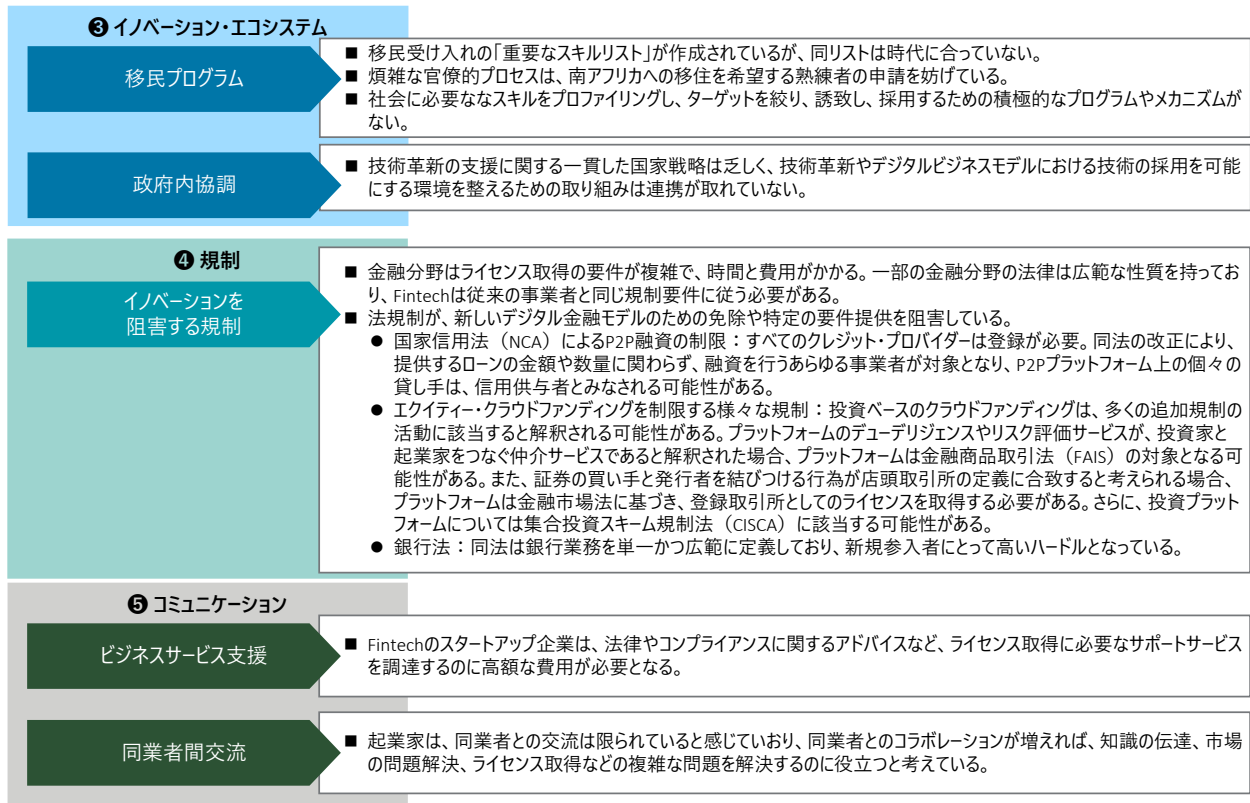 ❸ イノベーション・エコシステム
移民プログラム
■ 移民受け入れの「重要なスキルリスト」が作成されているが、同リストは時代に合っていない。
■ 煩雑な官僚的プロセスは、南アフリカへの移住を希望する熟練者の申請を妨げている。
■ 社会に必要ななスキルをプロファイリングし、ターゲットを絞り、誘致し、採用するための積極的なプログラムやメカニズムが
ない。
政府内協調
■ 技術革新の支援に関する一貫した国家戦略は乏しく、技術革新やデジタルビジネスモデルにおける技術の採用を可能
にする環境を整えるための取り組みは連携が取れていない。
❹ 規制
イノベーションを
阻害する規制
■ 金融分野はライセンス取得の要件が複雑で、時間と費用がかかる。一部の金融分野の法律は広範な性質を持ってお
り、Fintechは従来の事業者と同じ規制要件に従う必要がある。
■ 法規制が、新しいデジタル金融モデルのための免除や特定の要件提供を阻害している。
● 国家信用法（NCA）によるP2P融資の制限：すべてのクレジット・プロバイダーは登録が必要。同法の改正により、
提供するローンの金額や数量に関わらず、融資を行うあらゆる事業者が対象となり、P2Pプラットフォーム上の個々の
貸し手は、信用供与者とみなされる可能性がある。
● エクイティー・クラウドファンディングを制限する様々な規制：投資ベースのクラウドファンディングは、多くの追加規制の
活動に該当すると解釈される可能性がある。プラットフォームのデューデリジェンスやリスク評価サービスが、投資家と
起業家をつなぐ仲介サービスであると解釈された場合、プラットフォームは金融商品取引法（FAIS）の対象となる可
能性がある。また、証券の買い手と発行者を結びつける行為が店頭取引所の定義に合致すると考えられる場合、
プラットフォームは金融市場法に基づき、登録取引所としてのライセンスを取得する必要がある。さらに、投資プラット
フォームについては集合投資スキーム規制法（CISCA）に該当する可能性がある。
● 銀行法：同法は銀行業務を単一かつ広範に定義しており、新規参入者にとって高いハードルとなっている。
❺ コミュニケーション
ビジネスサービス支援
■ Fintechのスタートアップ企業は、法律やコンプライアンスに関するアドバイスなど、ライセンス取得に必要なサポートサービス
を調達するのに高額な費用が必要となる。
同業者間交流
■ 起業家は、同業者との交流は限られていると感じており、同業者とのコラボレーションが増えれば、知識の伝達、市場
の問題解決、ライセンス取得などの複雑な問題を解決するのに役立つと考えている。